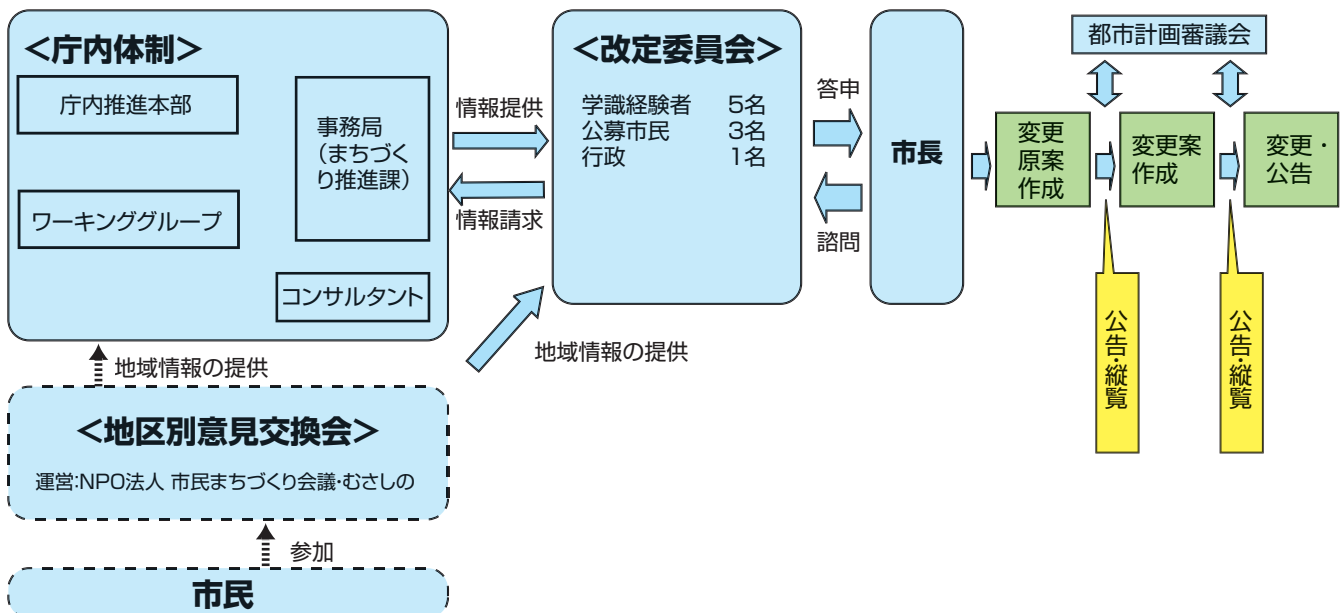 ＜庁内体制＞
庁内推進本部
ワーキンググループ
事務局
（まちづく
り推進課）
コンサルタント
情報提供
情報請求
＜改定委員会＞
学識経験者 5名
公募市民 3名
行政 1名
答申
諮問
市長
都市計画審議会
変更
原案
作成
変更案
作成
変更・
公告
公告・縦覧
公告・縦覧
地域情報の提供
地域情報の提供
＜地区別意見交換会＞
運営:NPO法人 市民まちづくり会議・むさしの
参加
市民